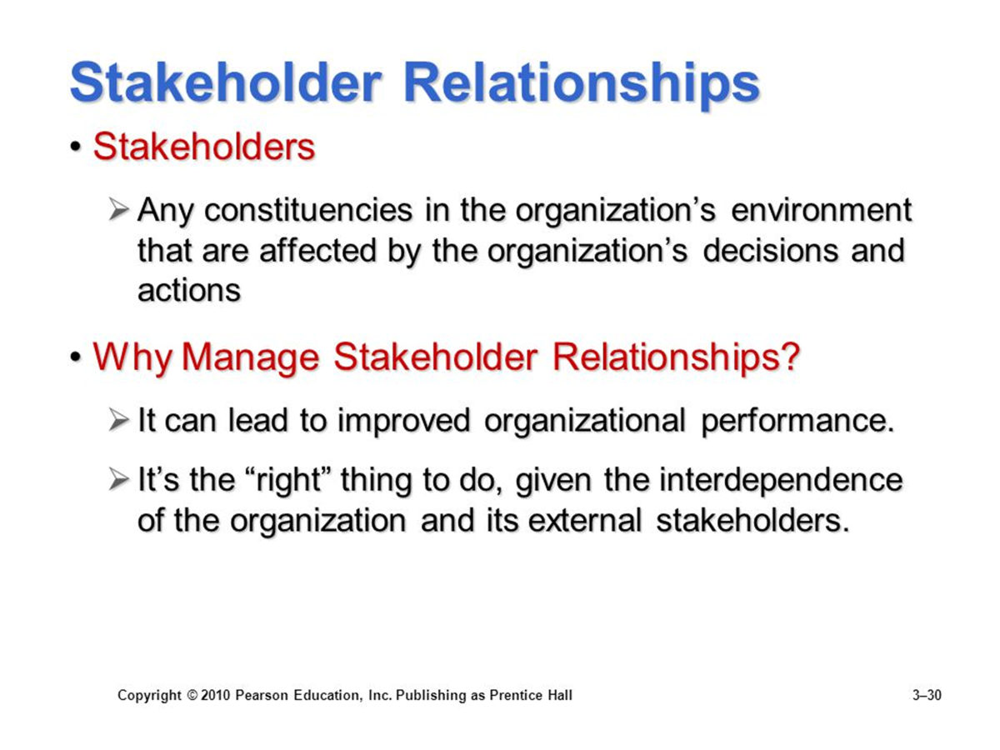 Stakeholder Relationships
• Stakeholders
➢ Any constituencies in the organization’s environment
that are affected by the organization’s decisions and
actions
• Why Manage Stakeholder Relationships?
➢ It can lead to improved organizational performance.
➢ It’s the “right” thing to do, given the interdependence
of the organization and its external stakeholders.
Copyright © 2010 Pearson Education, Inc. Publishing as Prentice Hall 3–30